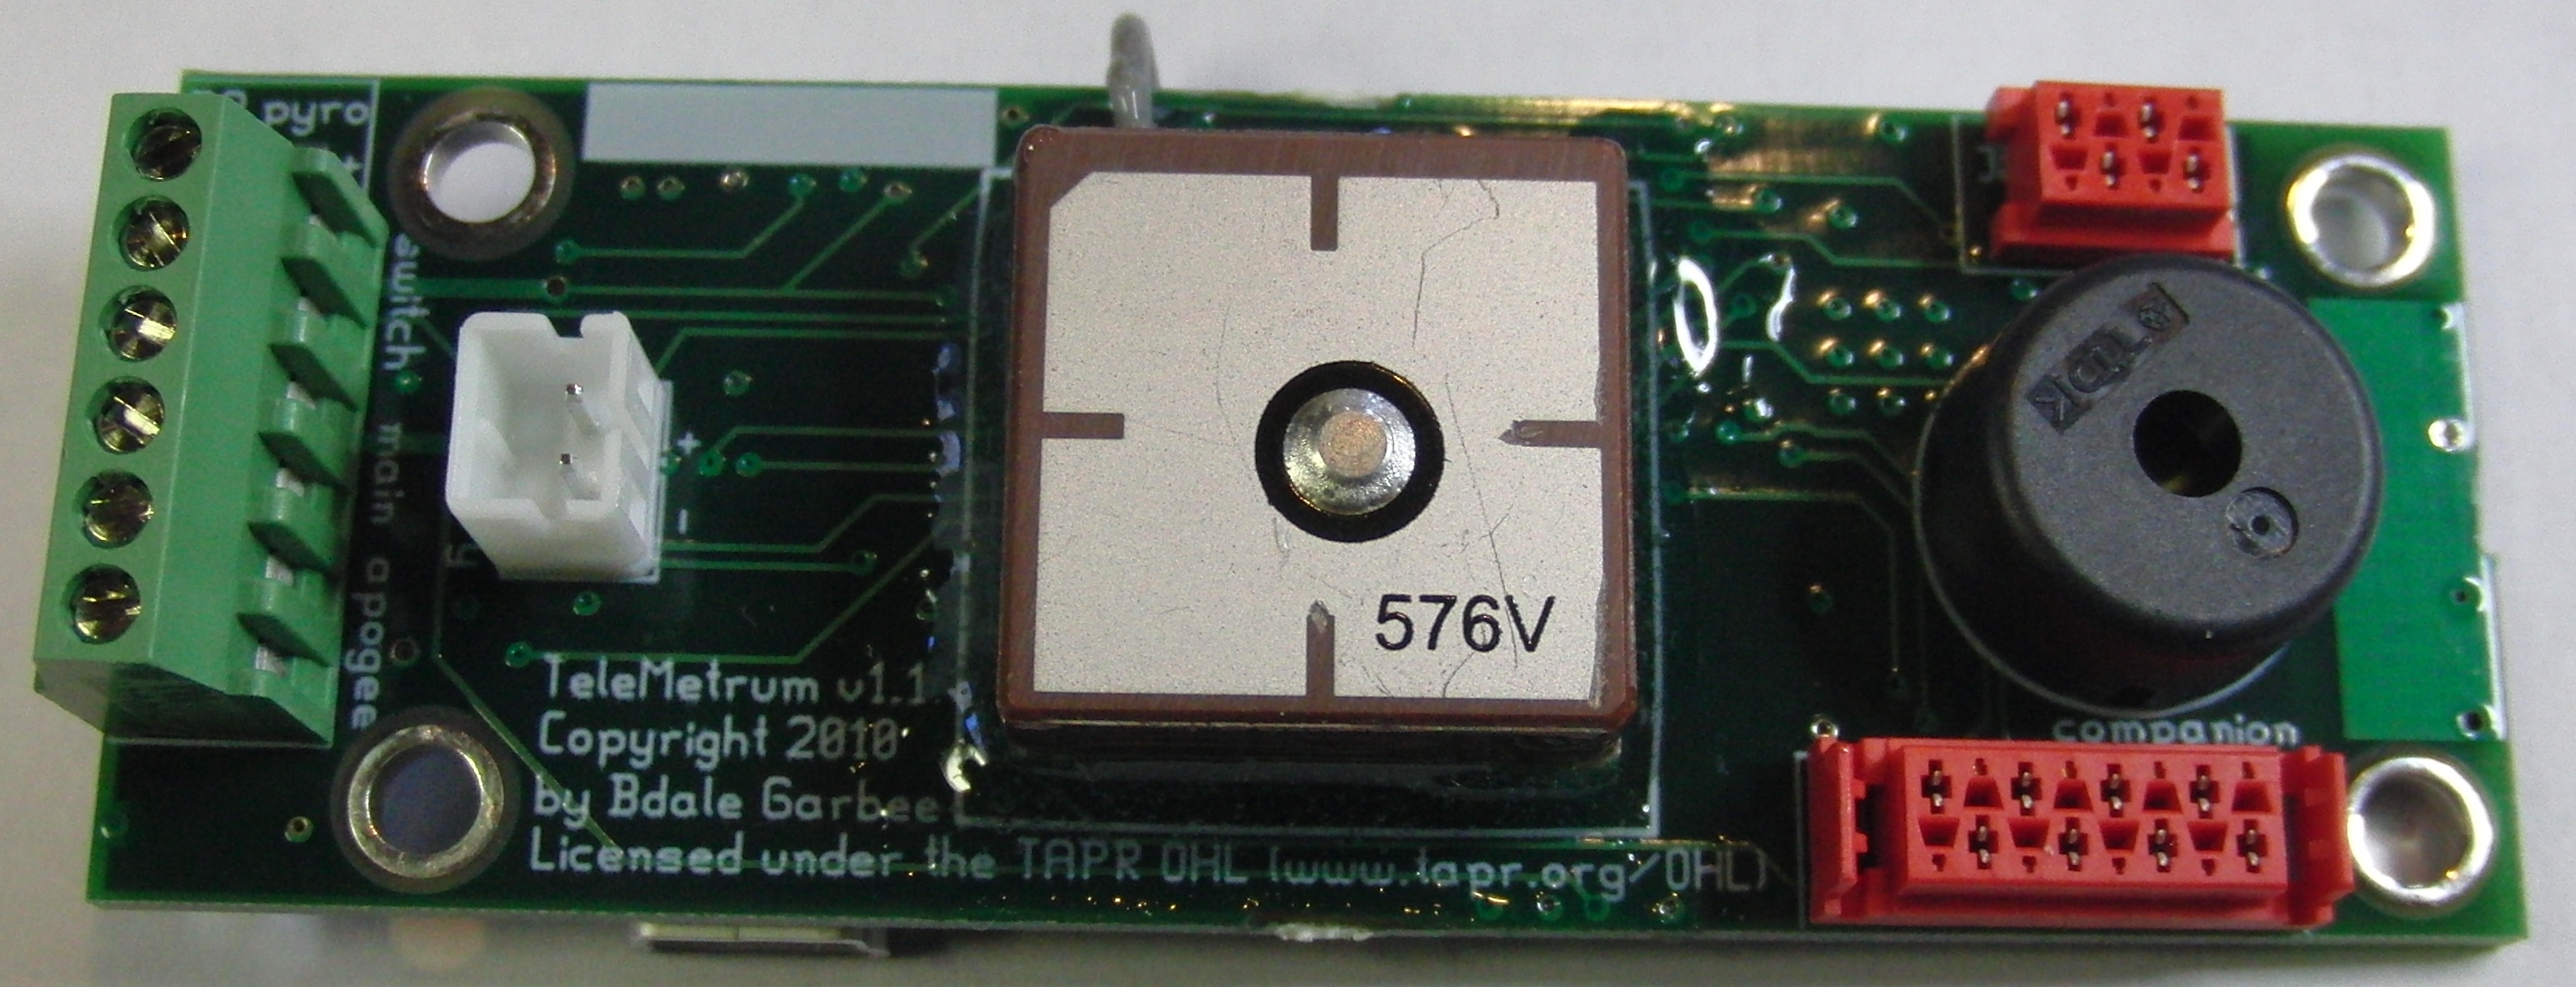 pyro
switch
main
apogee
+
-
576V
TDK
TeleMetrum v1.1
Copyright 2010
by Bdale Garbee
Licensed under the TAPR OHL (www.tapr.org/OHL)
companion